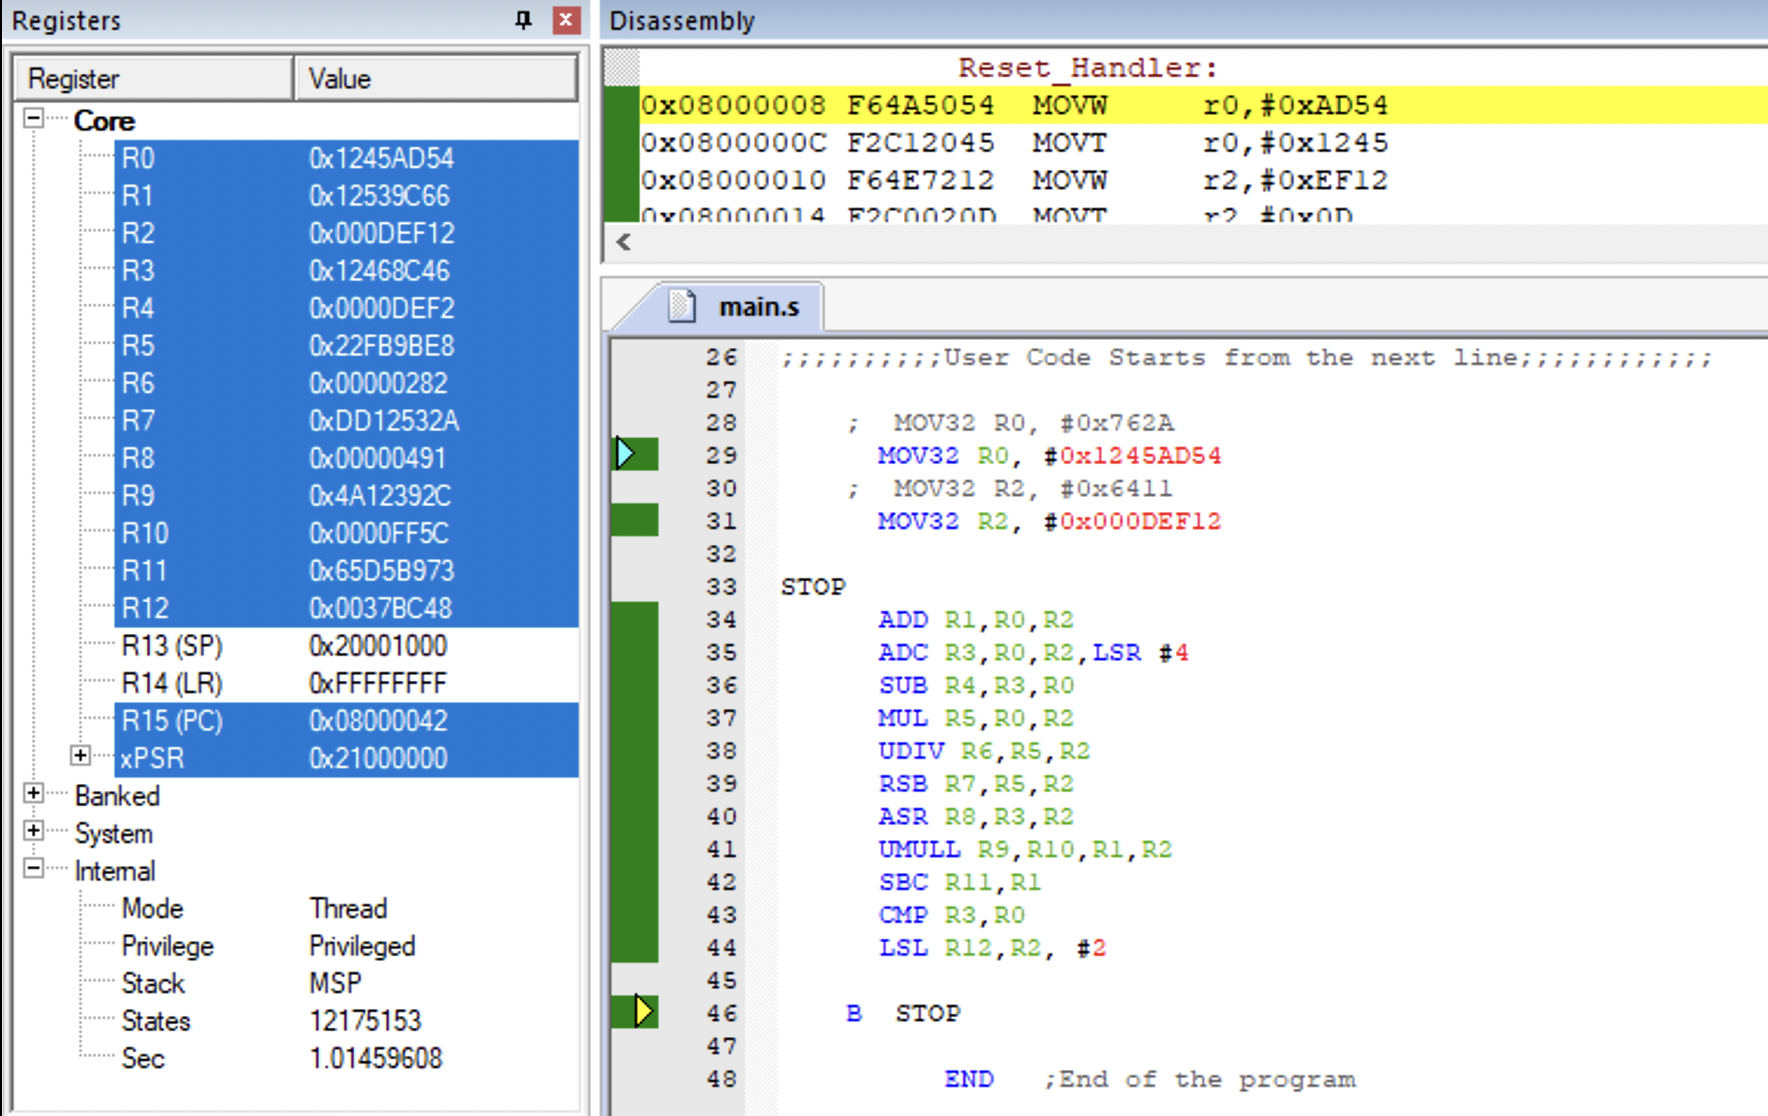 Registers
Register Value
Core
R0 0x1245AD54
R1 0x12539C66
R2 0x000DEF12
R3 0x12468C46
R4 0x0000DEF2
R5 0x22FB9BE8
R6 0x00000282
R7 0xDD12532A
R8 0x00000491
R9 0x4A12392C
R10 0x0000FF5C
R11 0x65D5B973
R12 0x0037BC48
R13 (SP) 0x20001000
R14 (LR) 0xFFFFFFFF
R15 (PC) 0x08000042
xPSR 0x21000000
Banked
System
Internal
Mode Thread
Privilege Privileged
Stack MSP
States 12175153
Sec 1.01459608
Disassembly
Reset_Handler:
0x08000008 F64A5054 MOVW r0,#0xAD54
0x0800000C F2C12045 MOVT r0,#0x1245
0x08000010 F64E7212 MOVW r2,#0xEF12
0x08000014 F2C0020D MOVT r2,#0x0D
main.s
26 ;;;;;;;;;;User Code Starts from the next line;;;;;;;;;;;;
27
28 ; MOV32 R0, #0x762A
29 MOV32 R0, #0x1245AD54
30 ; MOV32 R2, #0x6411
31 MOV32 R2, #0x000DEF12
32
33 STOP
34 ADD R1,R0,R2
35 ADC R3,R0,R2,LSR #4
36 SUB R4,R3,R0
37 MUL R5,R0,R2
38 UDIV R6,R5,R2
39 RSB R7,R5,R2
40 ASR R8,R3,R2
41 UMULL R9,R10,R1,R2
42 SBC R11,R1
43 CMP R3,R0
44 LSL R12,R2, #2
45
46 B STOP
47
48 END ;End of the program